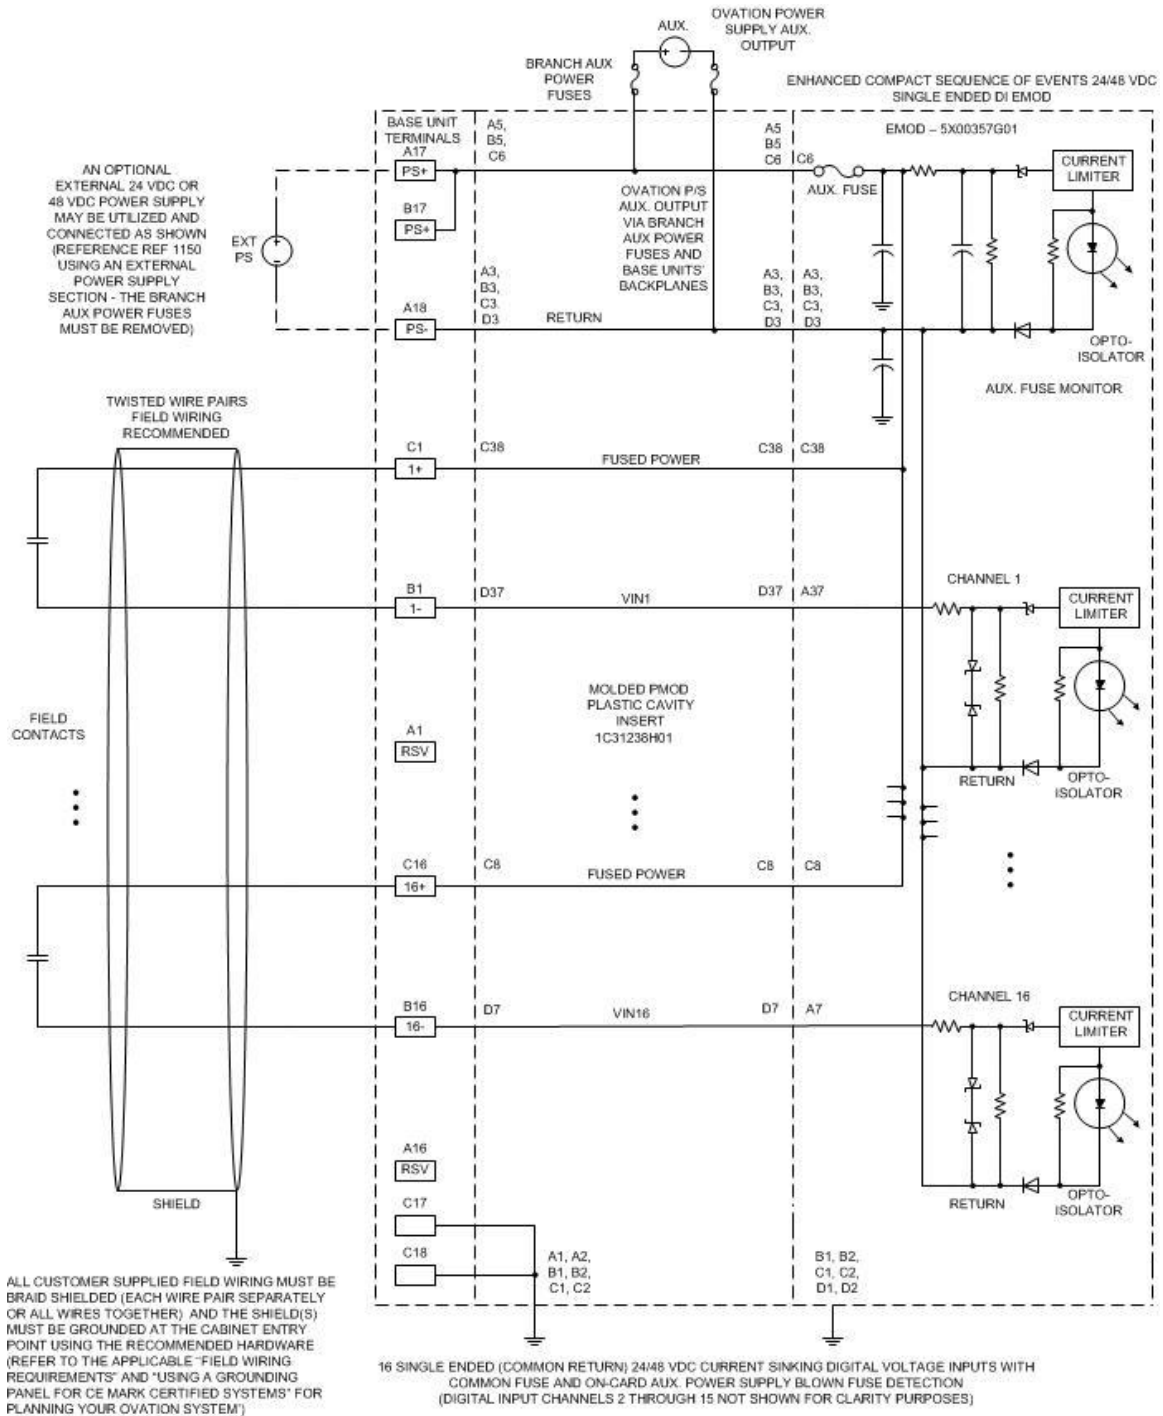 AUX.
OVATION POWER
SUPPLY AUX.
OUTPUT
BRANCH AUX
POWER
FUSES
ENHANCED COMPACT SEQUENCE OF EVENTS 24/48 VDC
SINGLE ENDED DI EMOD
BASE UNIT
TERMINALS
A17
PS+
B17
PS+
A18
PS-
A5,
B5,
C6
A5
B5
C6
C6
EMOD – 5X00357G01
AUX. FUSE
CURRENT
LIMITER
AN OPTIONAL
EXTERNAL 24 VDC OR
48 VDC POWER SUPPLY
MAY BE UTILIZED AND
CONNECTED AS SHOWN
(REFERENCE REF 1150
USING AN EXTERNAL
POWER SUPPLY
SECTION - THE BRANCH
AUX POWER FUSES
MUST BE REMOVED)
EXT
PS
OVATION P/S
AUX. OUTPUT
VIA BRANCH
AUX POWER
FUSES AND
BASE UNITS'
BACKPLANES
A3,
B3,
C3.
D3
RETURN
A3,
B3,
C3,
D3
A3,
B3,
C3,
D3
OPTO-
ISOLATOR
AUX. FUSE MONITOR
TWISTED WIRE PAIRS
FIELD WIRING
RECOMMENDED
C1
1+
C38
FUSED POWER
C38
C38
B1
1-
D37
VIN1
D37
A37
CHANNEL 1
CURRENT
LIMITER
FIELD
CONTACTS
A1
RSV
MOLDED PMOD
PLASTIC CAVITY
INSERT
1C31238H01
RETURN
OPTO-
ISOLATOR
C16
16+
C8
FUSED POWER
C8
C8
B16
16-
D7
VIN16
D7
A7
CHANNEL 16
CURRENT
LIMITER
A16
RSV
SHIELD
C17
C18
RETURN
OPTO-
ISOLATOR
A1, A2,
B1, B2,
C1, C2
B1, B2,
C1, C2,
D1, D2
ALL CUSTOMER SUPPLIED FIELD WIRING MUST BE
BRAID SHIELDED (EACH WIRE PAIR SEPARATELY
OR ALL WIRES TOGETHER) AND THE SHIELD(S)
MUST BE GROUNDED AT THE CABINET ENTRY
POINT USING THE RECOMMENDED HARDWARE
(REFER TO THE APPLICABLE "FIELD WIRING
REQUIREMENTS" AND "USING A GROUNDING
PANEL FOR CE MARK CERTIFIED SYSTEMS" FOR
PLANNING YOUR OVATION SYSTEM')
16 SINGLE ENDED (COMMON RETURN) 24/48 VDC CURRENT SINKING DIGITAL VOLTAGE INPUTS WITH
COMMON FUSE AND ON-CARD AUX. POWER SUPPLY BLOWN FUSE DETECTION
(DIGITAL INPUT CHANNELS 2 THROUGH 15 NOT SHOWN FOR CLARITY PURPOSES)